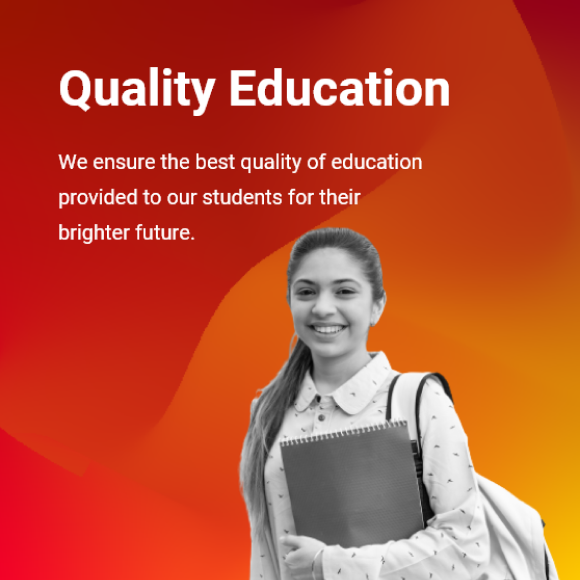 Quality Education
We ensure the best quality of education
provided to our students for their
brighter future.